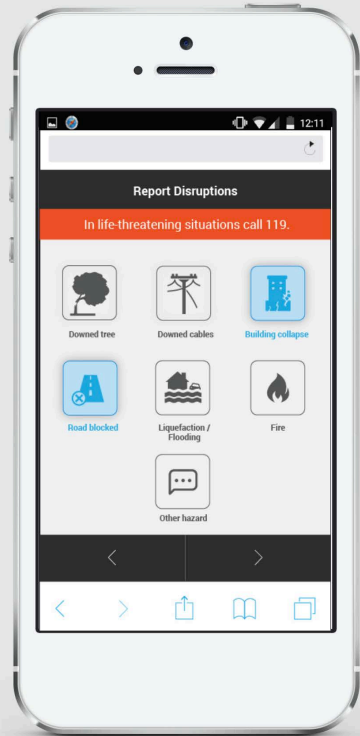 12:11
Report Disruptions
In life-threatening situations call 119.
Downed tree
Downed cables
Building collapse
Road blocked
Liquefaction /
Flooding
Fire
Other hazard